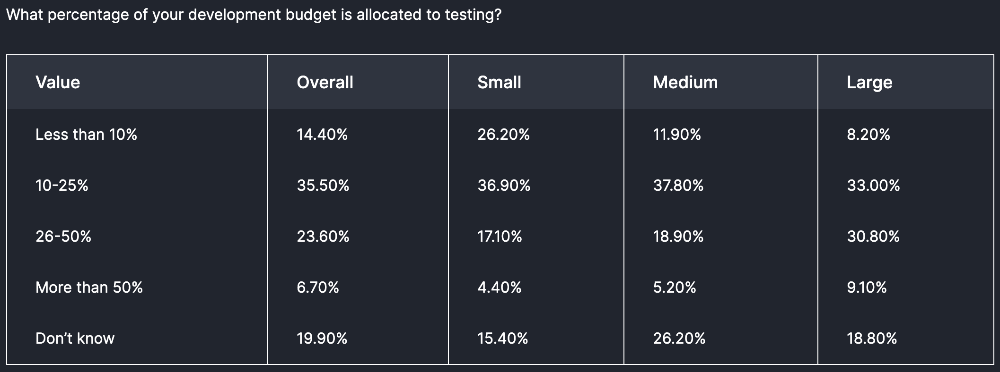 What percentage of your development budget is allocated to testing?
Value Overall Small Medium Large
Less than 10% 14.40% 26.20% 11.90% 8.20%
10-25% 35.50% 36.90% 37.80% 33.00%
26-50% 23.60% 17.10% 18.90% 30.80%
More than 50% 6.70% 4.40% 5.20% 9.10%
Don’t know 19.90% 15.40% 26.20% 18.80%